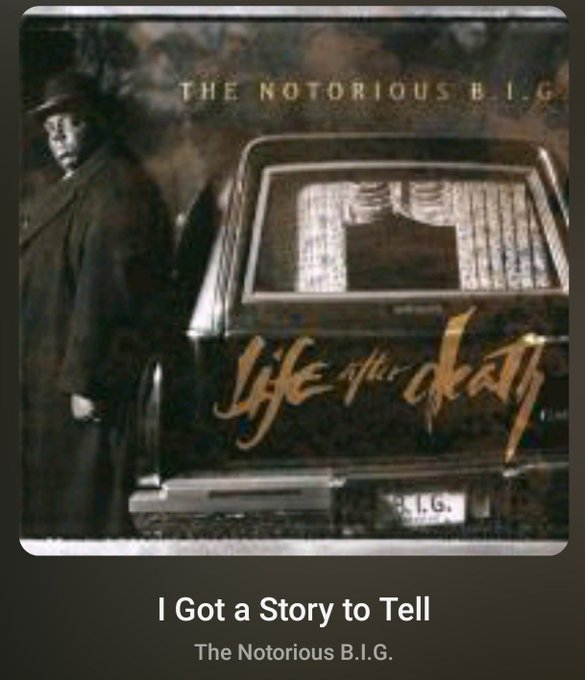 THE NOTORIOUS B.I.G.
Life after death
B.I.G.
I Got a Story to Tell
The Notorious B.I.G.